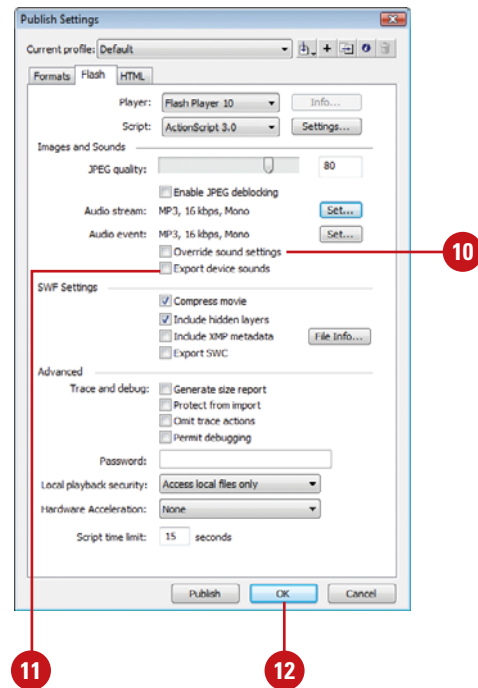 Publish Settings
Current profile: Default
Formats Flash HTML
Player: Flash Player 10 Info...
Script: ActionScript 3.0 Settings...
Images and Sounds
JPEG quality: 80
Enable JPEG deblocking
Audio stream: MP3, 16 kbps, Mono Set...
Audio event: MP3, 16 kbps, Mono Set...
Override sound settings 10
Export device sounds
SWF Settings
Compress movie
Include hidden layers
Include XMP metadata File Info...
Export SWC
Advanced
Trace and debug: Generate size report
Protect from import
Omit trace actions
Permit debugging
Password:
Local playback security: Access local files only
Hardware Acceleration: None
Script time limit: 15 seconds
Publish OK Cancel
11 12